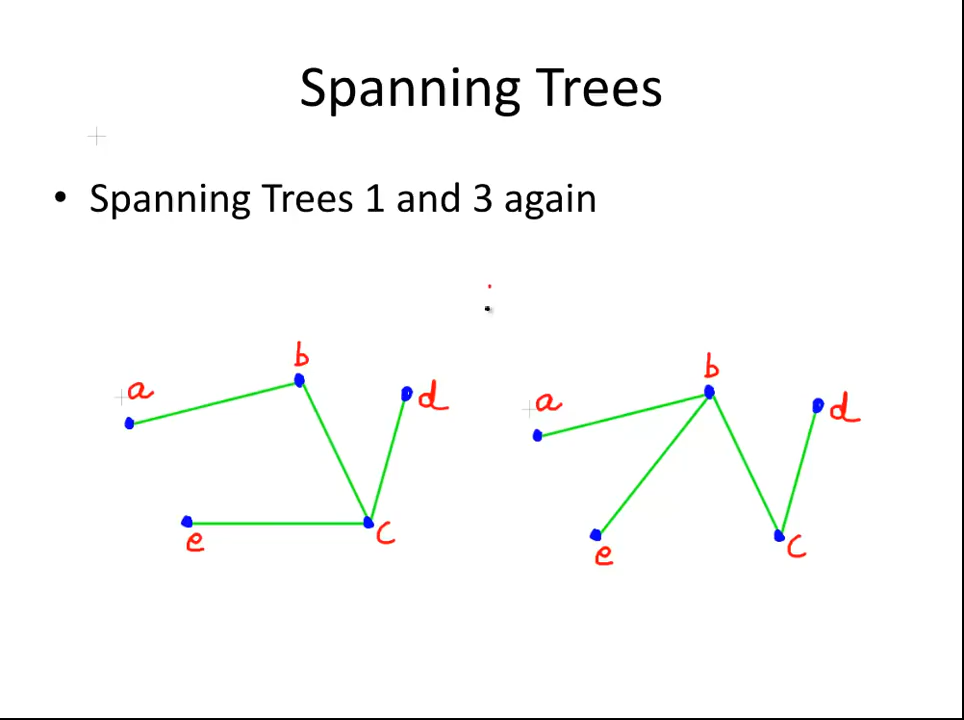 Spanning Trees
• Spanning Trees 1 and 3 again
b b
a d a d
e c e c